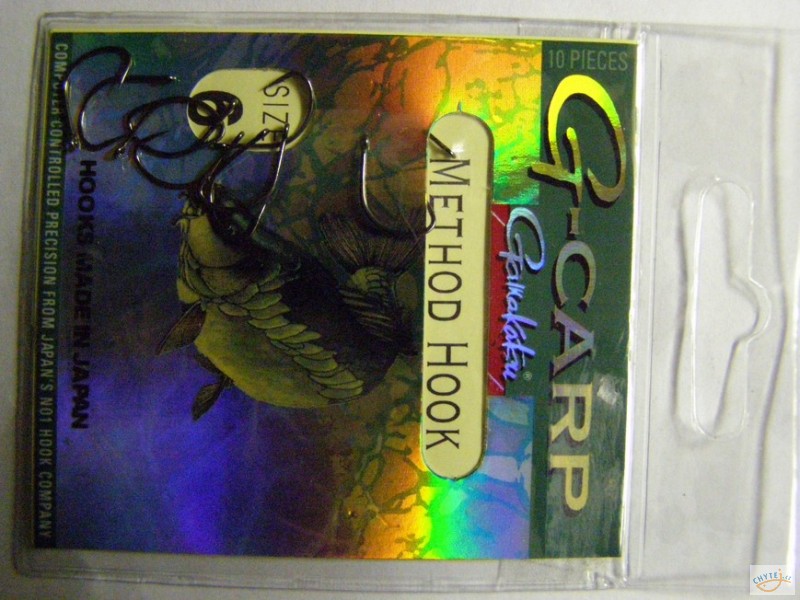 10 PIECES
G-CARP
Gamakatsu
METHOD HOOK
SIZE
6
HOOKS MADE IN JAPAN
COMPUTER CONTROLLED PRECISION FROM JAPAN'S NO1 HOOK COMPANY
CHYTEJ.IT